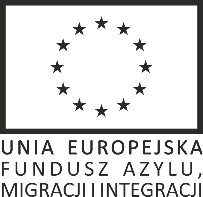 UNIA EUROPEJSKA
FUNDUSZ AZYLU,
MIGRACJI I INTEGRACJI